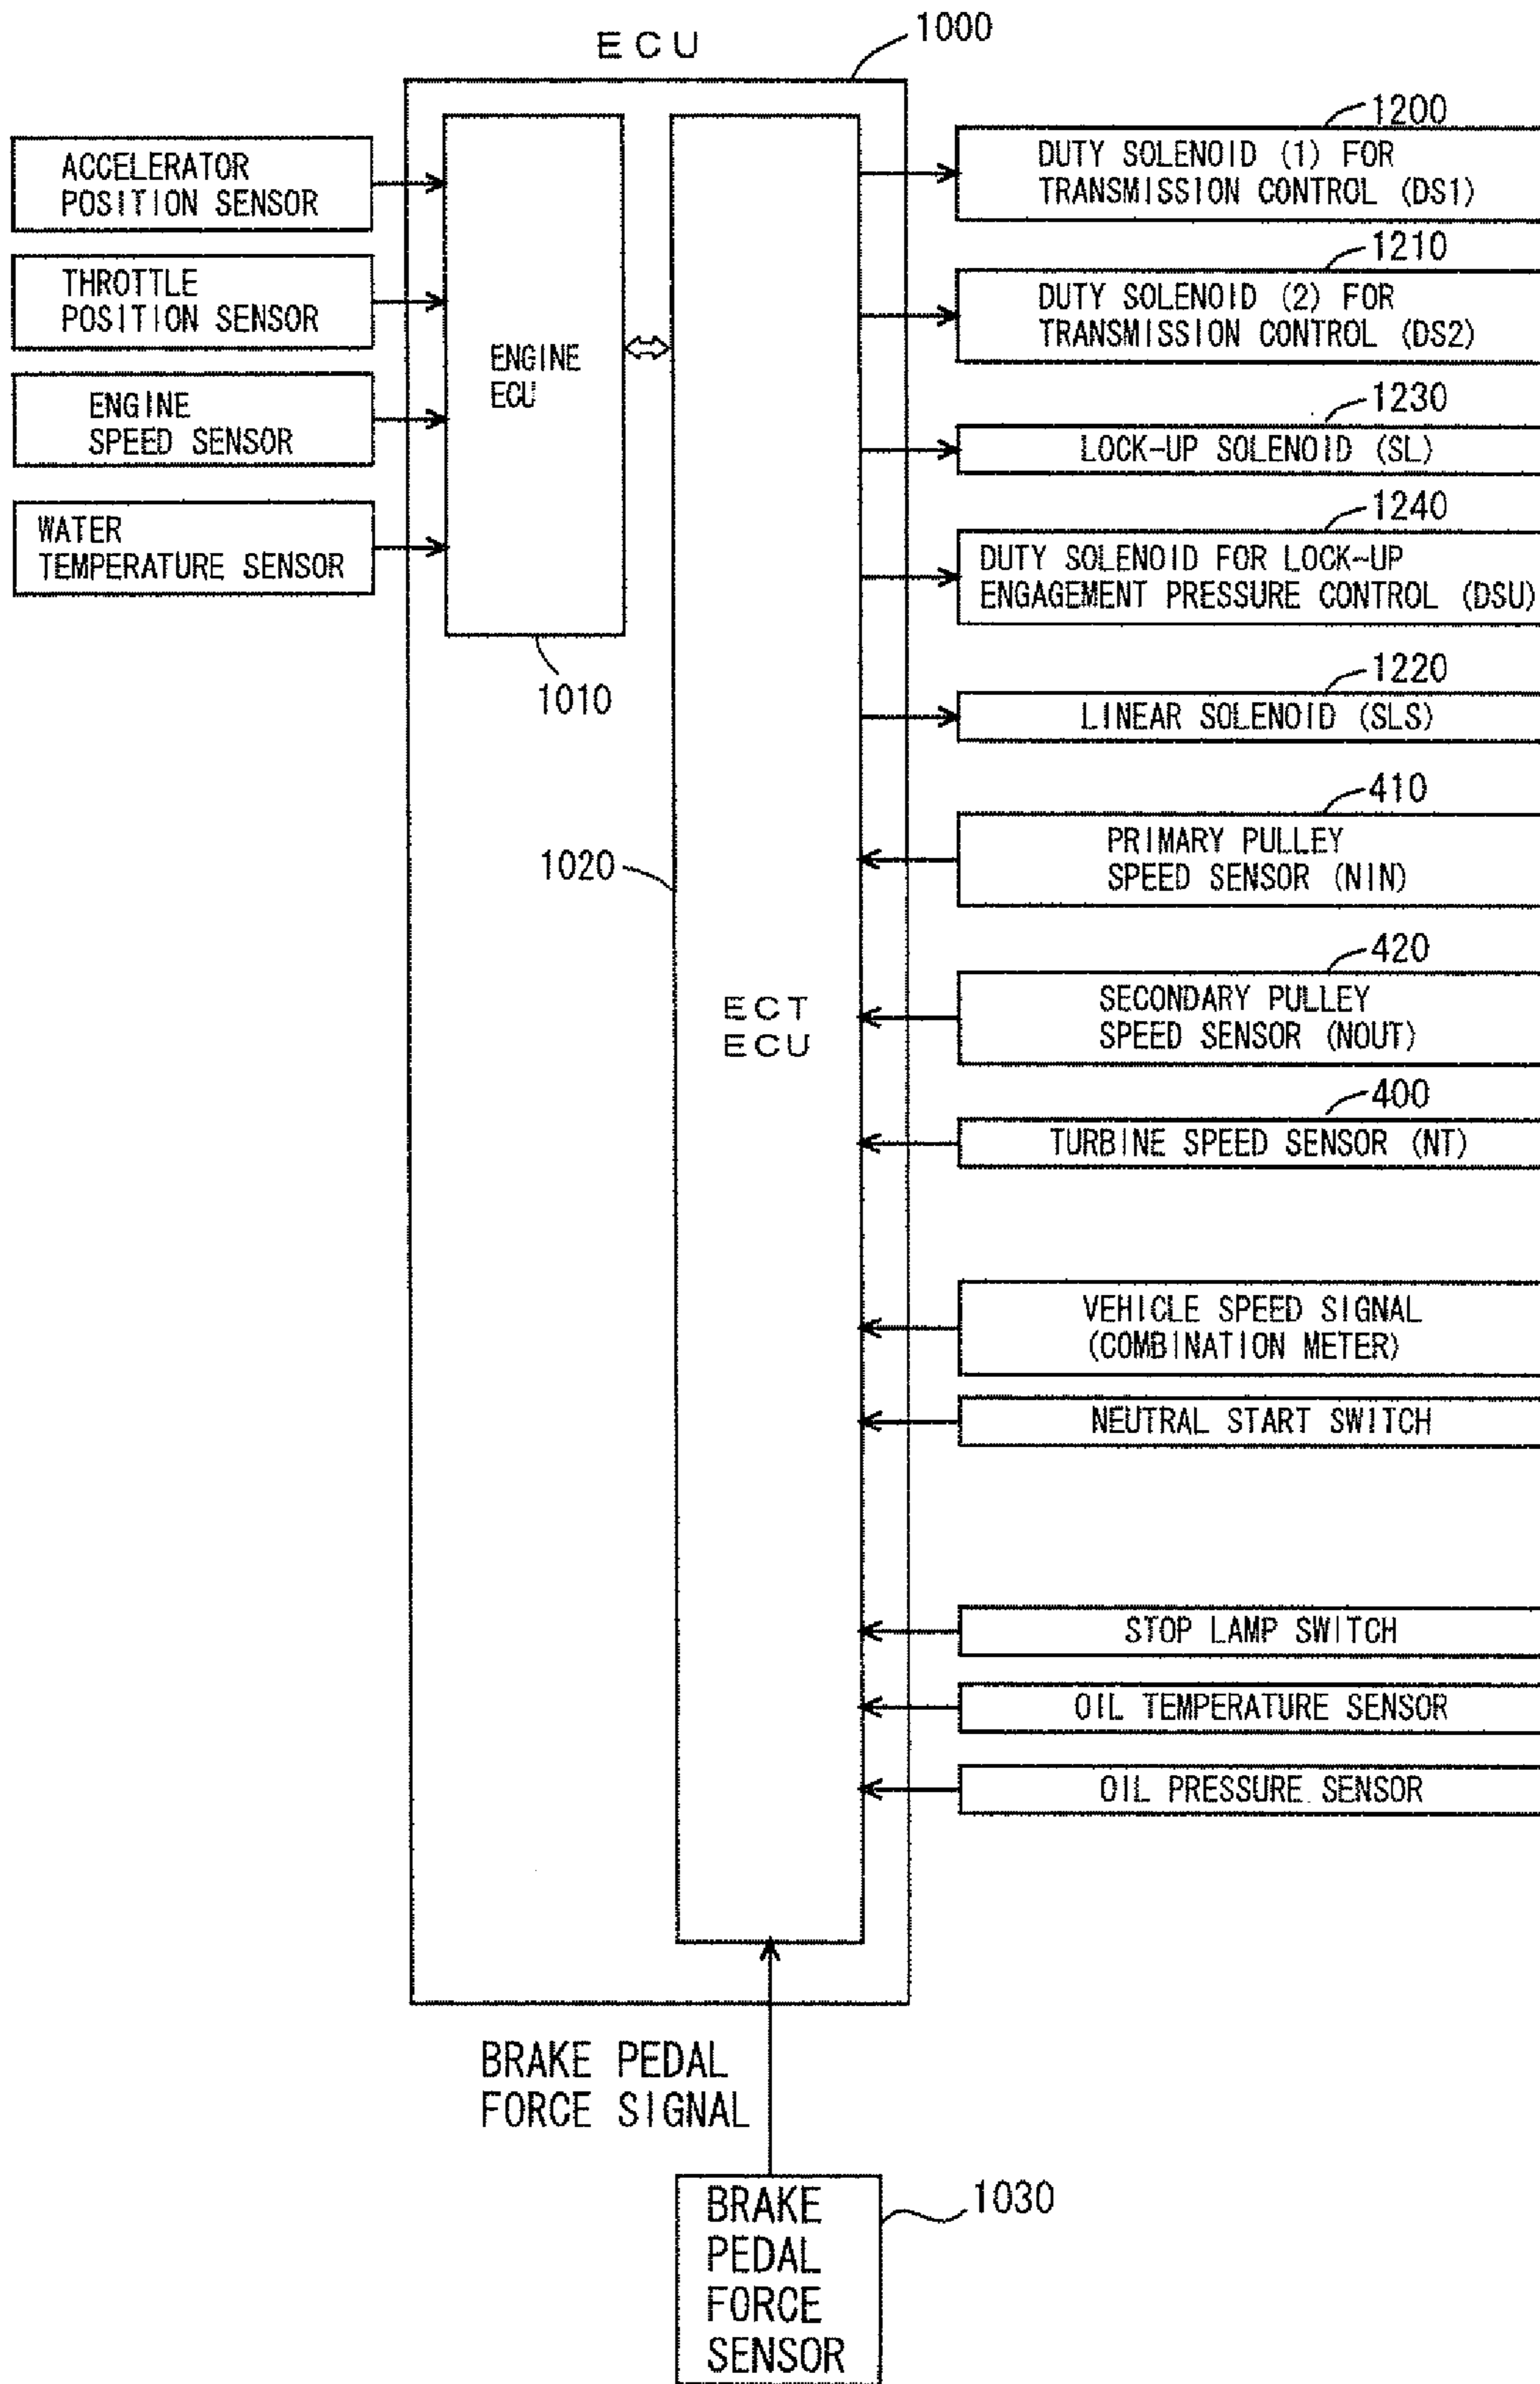 ECU
1000
ACCELERATOR
POSITION SENSOR
THROTTLE
POSITION SENSOR
ENGINE
SPEED SENSOR
WATER
TEMPERATURE SENSOR
ENGINE
ECU
1010
1020
ECT
ECU
1200
DUTY SOLENOID (1) FOR
TRANSMISSION CONTROL (DS1)
1210
DUTY SOLENOID (2) FOR
TRANSMISSION CONTROL (DS2)
1230
LOCK-UP SOLENOID (SL)
1240
DUTY SOLENOID FOR LOCK-UP
ENGAGEMENT PRESSURE CONTROL (DSU)
1220
LINEAR SOLENOID (SLS)
410
PRIMARY PULLEY
SPEED SENSOR (NIN)
420
SECONDARY PULLEY
SPEED SENSOR (NOUT)
400
TURBINE SPEED SENSOR (NT)
VEHICLE SPEED SIGNAL
(COMBINATION METER)
NEUTRAL START SWITCH
STOP LAMP SWITCH
OIL TEMPERATURE SENSOR
OIL PRESSURE SENSOR
BRAKE PEDAL
FORCE SIGNAL
BRAKE
PEDAL
FORCE
SENSOR
1030